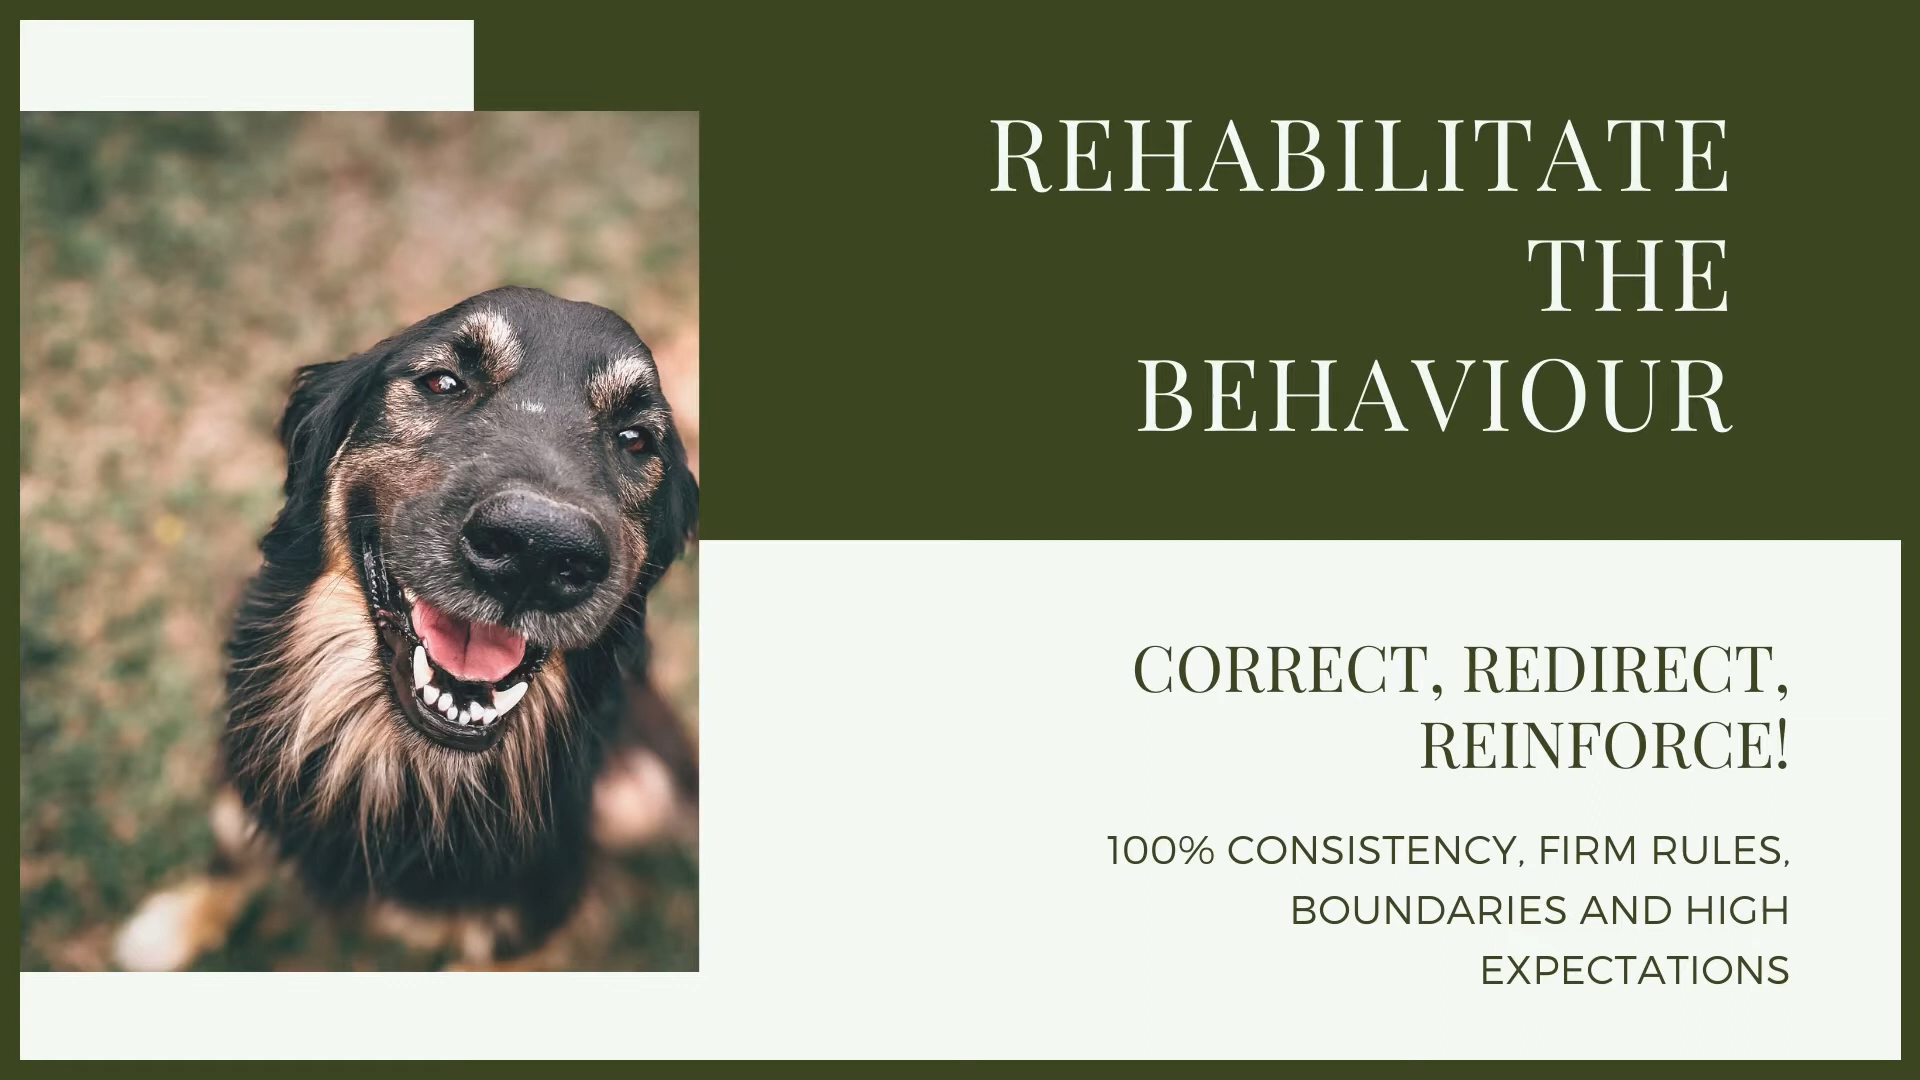 REHABILITATE
THE
BEHAVIOUR
CORRECT, REDIRECT,
REINFORCE!
100% CONSISTENCY, FIRM RULES,
BOUNDARIES AND HIGH
EXPECTATIONS